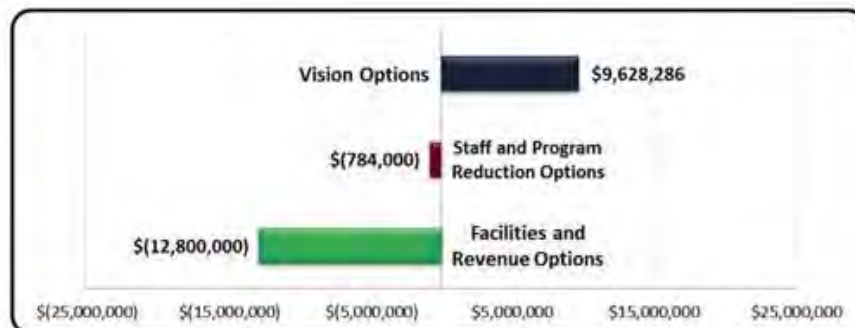 Vision Options
$9,628,286
$(784,000)
Staff and Program
Reduction Options
$(12,800,000)
Facilities and
Revenue Options
$(25,000,000)
$(15,000,000)
$(5,000,000)
$5,000,000
$15,000,000
$25,000,000